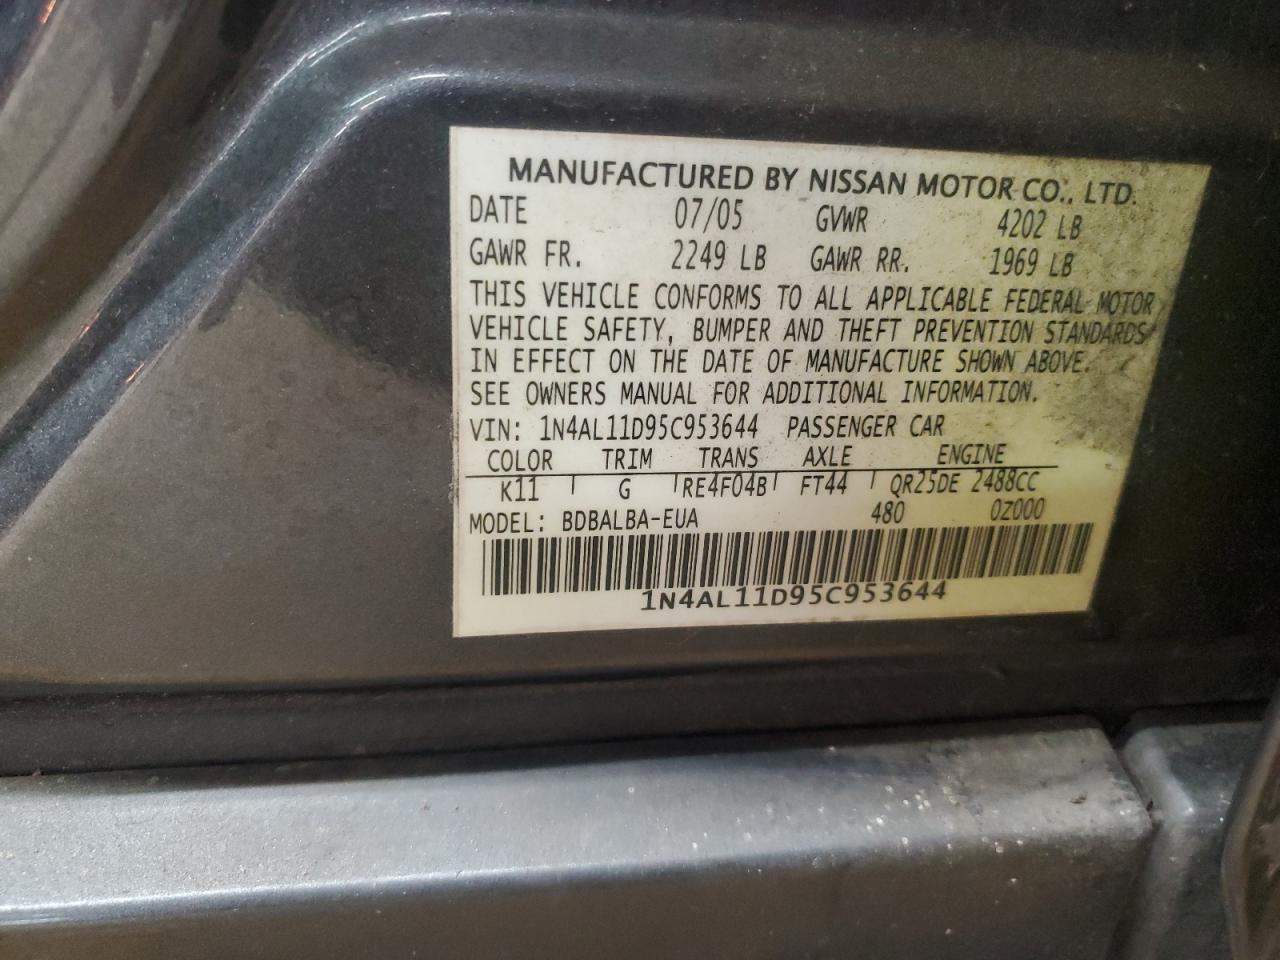 MANUFACTURED BY NISSAN MOTOR CO., LTD.
DATE 07/05 GVWR 4202 LB
GAWR FR. 2249 LB GAWR RR. 1969 LB
THIS VEHICLE CONFORMS TO ALL APPLICABLE FEDERAL MOTOR
VEHICLE SAFETY, BUMPER AND THEFT PREVENTION STANDARDS
IN EFFECT ON THE DATE OF MANUFACTURE SHOWN ABOVE.
SEE OWNERS MANUAL FOR ADDITIONAL INFORMATION.
VIN: 1N4AL11D95C953644 PASSENGER CAR
COLOR TRIM TRANS AXLE ENGINE
K11 G RE4F04B FT44 QR25DE 2488CC
MODEL: BDBALBA-EUA 480 0Z000
1N4AL11D95C953644